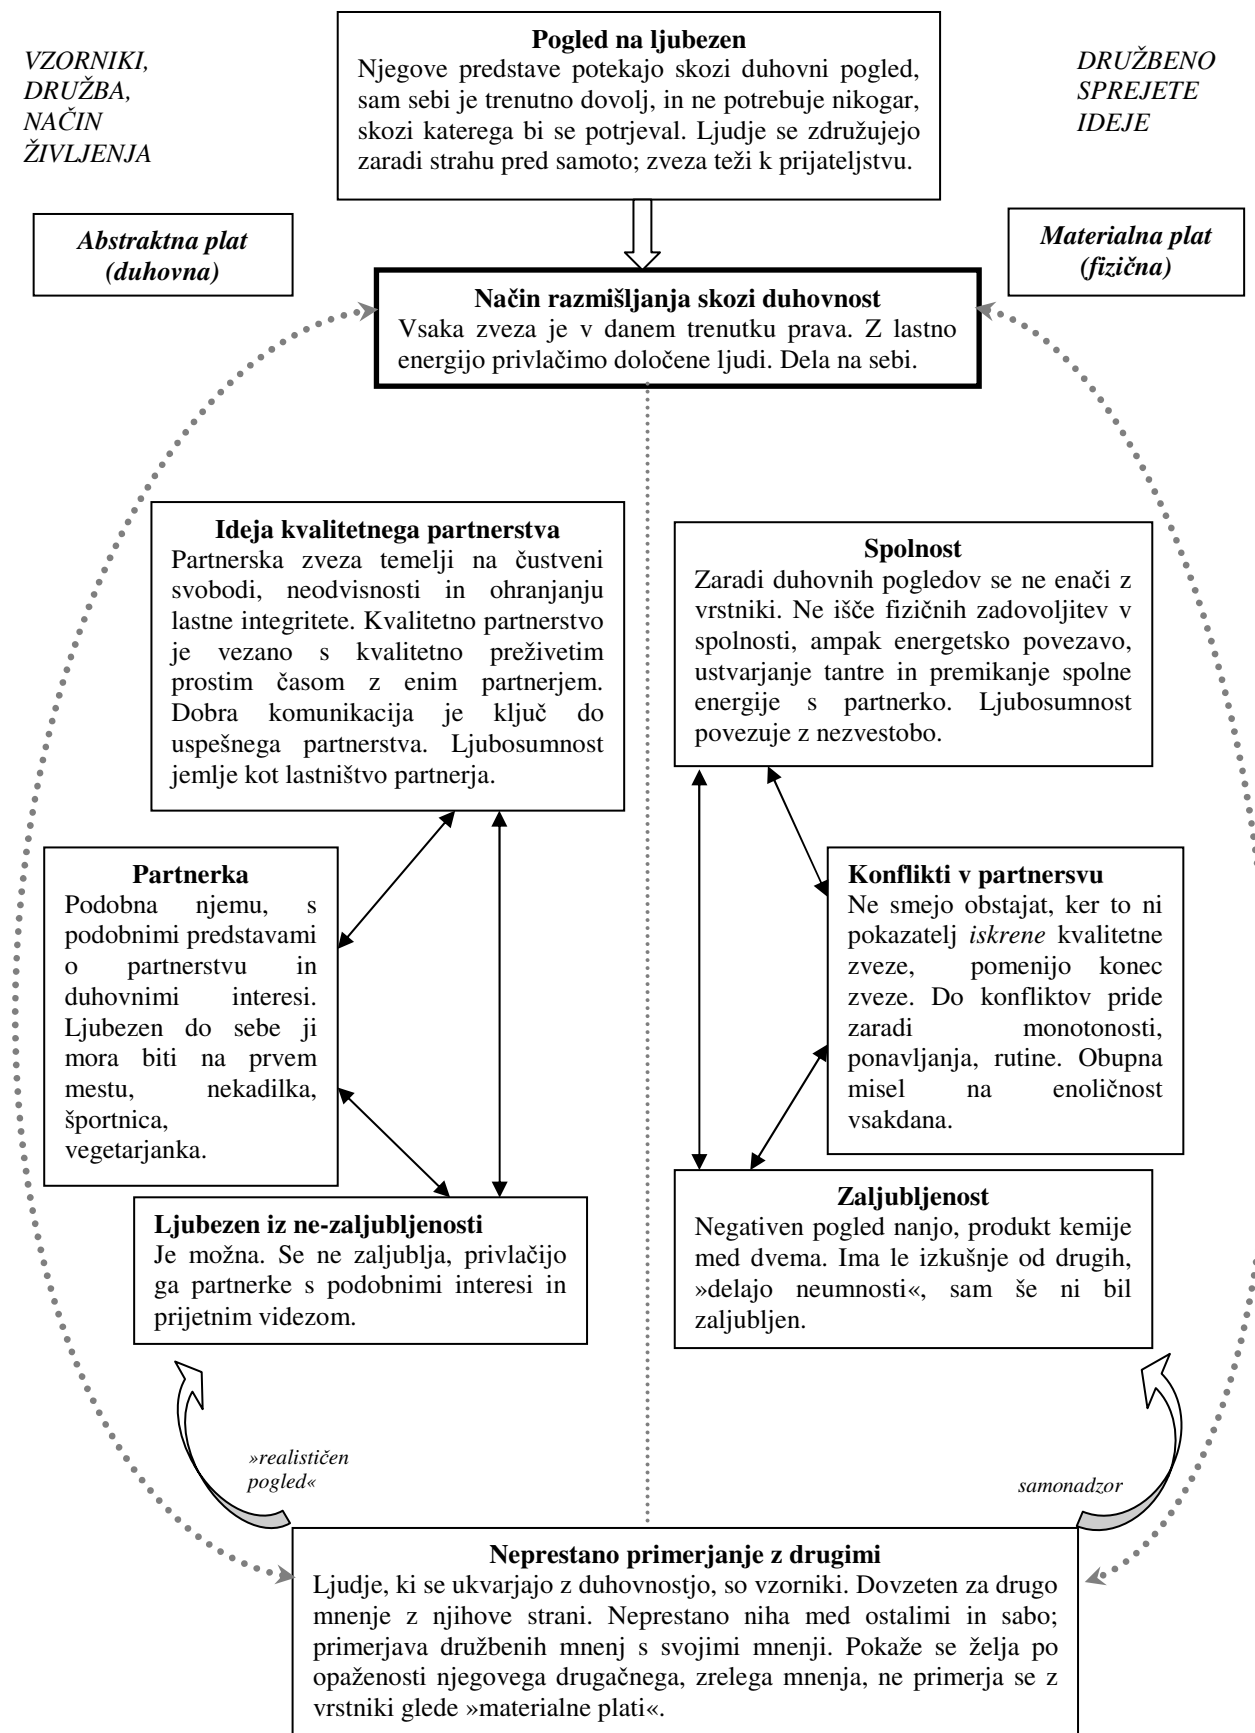 Pogled na ljubezen
Njegove predstave potekajo skozi duhovni pogled,
sam sebi je trenutno dovolj, in ne potrebuje nikogar,
skozi katerega bi se potrjeval. Ljudje se združujejo
zaradi strahu pred samoto; zveza teži k prijateljstvu.
VZORNIKI,
DRUŽBA,
NAČIN
ŽIVLJENJA
DRUŽBENO
SPREJETE
IDEJE
Abstraktna plat
(duhovna)
Materialna plat
(fizična)
Način razmišljanja skozi duhovnost
Vsaka zveza je v danem trenutku prava. Z lastno
energijo privlačimo določene ljudi. Dela na sebi.
Ideja kvalitetnega partnerstva
Partnerska zveza temelji na čustveni
svobodi, neodvisnosti in ohranjanju
lastne integritete. Kvalitetno partnerstvo
je vezano s kvalitetno preživetim
prostim časom z enim partnerjem.
Dobra komunikacija je ključ do
uspešnega partnerstva. Ljubosumnost
jemlje kot lastništvo partnerja.
Spolnost
Zaradi duhovnih pogledov se ne enači z
vrstniki. Ne išče fizičnih zadovoljitev v
spolnosti, ampak energetsko povezavo,
ustvarjanje tantre in premikanje spolne
energije s partnerko. Ljubosumnost
povezuje z nezvestobo.
Partnerka
Podobna njemu, s
podobnimi predstavami
o partnerstvu in
duhovnimi interesi.
Ljubezen do sebe ji
mora biti na prvem
mestu, nekadilka,
športnica,
vegetarjanka.
Konflikti v partnersvu
Ne smejo obstajat, ker to ni
pokazatelj iskrene kvalitetne
zveze, pomenijo konec
zveze. Do konfliktov pride
zaradi monotonosti,
ponavljanja, rutine. Obupna
misel na enoličnost
vsakdana.
Ljubezen iz ne-zaljubljenosti
Je možna. Se ne zaljublja, privlačijo
ga partnerke s podobnimi interesi in
prijetnim videzom.
Zaljubljenost
Negativen pogled nanjo, produkt kemije
med dvema. Ima le izkušnje od drugih,
»delajo neumnosti«, sam še ni bil
zaljubljen.
»realističen
pogled«
samonadzor
Neprestano primerjanje z drugimi
Ljudje, ki se ukvarjajo z duhovnostjo, so vzorniki. Dovzeten za drugo
mnenje z njihove strani. Neprestano niha med ostalimi in sabo;
primerjava družbenih mnenj s svojimi mnenji. Pokaže se želja po
opaženosti njegovega drugačnega, zrelega mnenja, ne primerja se z
vrstniki glede »materialne plati«.